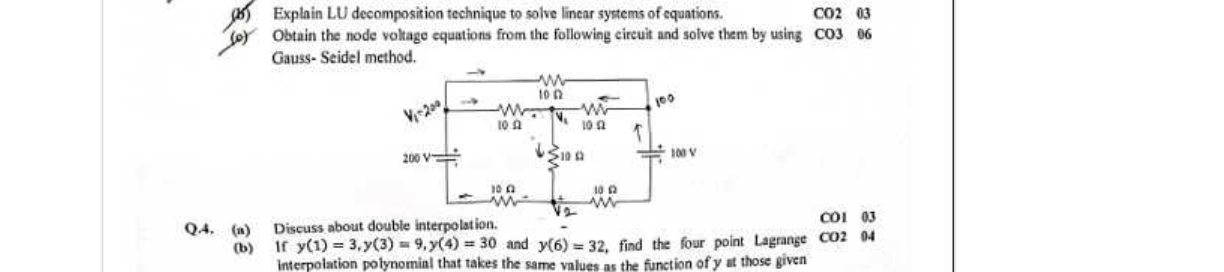 (b) Explain LU decomposition technique to solve linear systems of equations. CO2 03
(c) Obtain the node voltage equations from the following circuit and solve them by using CO3 06
Gauss- Seidel method.
10 Ω
V₁=200
100
10 Ω
V₁
10 Ω
200 V
10 Ω
100 V
10 Ω
10 Ω
V2
Q.4. (a) Discuss about double interpolation. CO1 03
(b) If y(1) = 3, y(3) = 9, y(4) = 30 and y(6) = 32, find the four point Lagrange CO2 04
interpolation polynomial that takes the same values as the function of y at those given